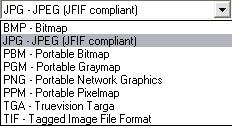 JPG - JPEG (JFIF compliant)
BMP - Bitmap
JPG - JPEG (JFIF compliant)
PBM - Portable Bitmap
PGM - Portable Graymap
PNG - Portable Network Graphics
PPM - Portable Pixelmap
TGA - Truevision Targa
TIF - Tagged Image File Format